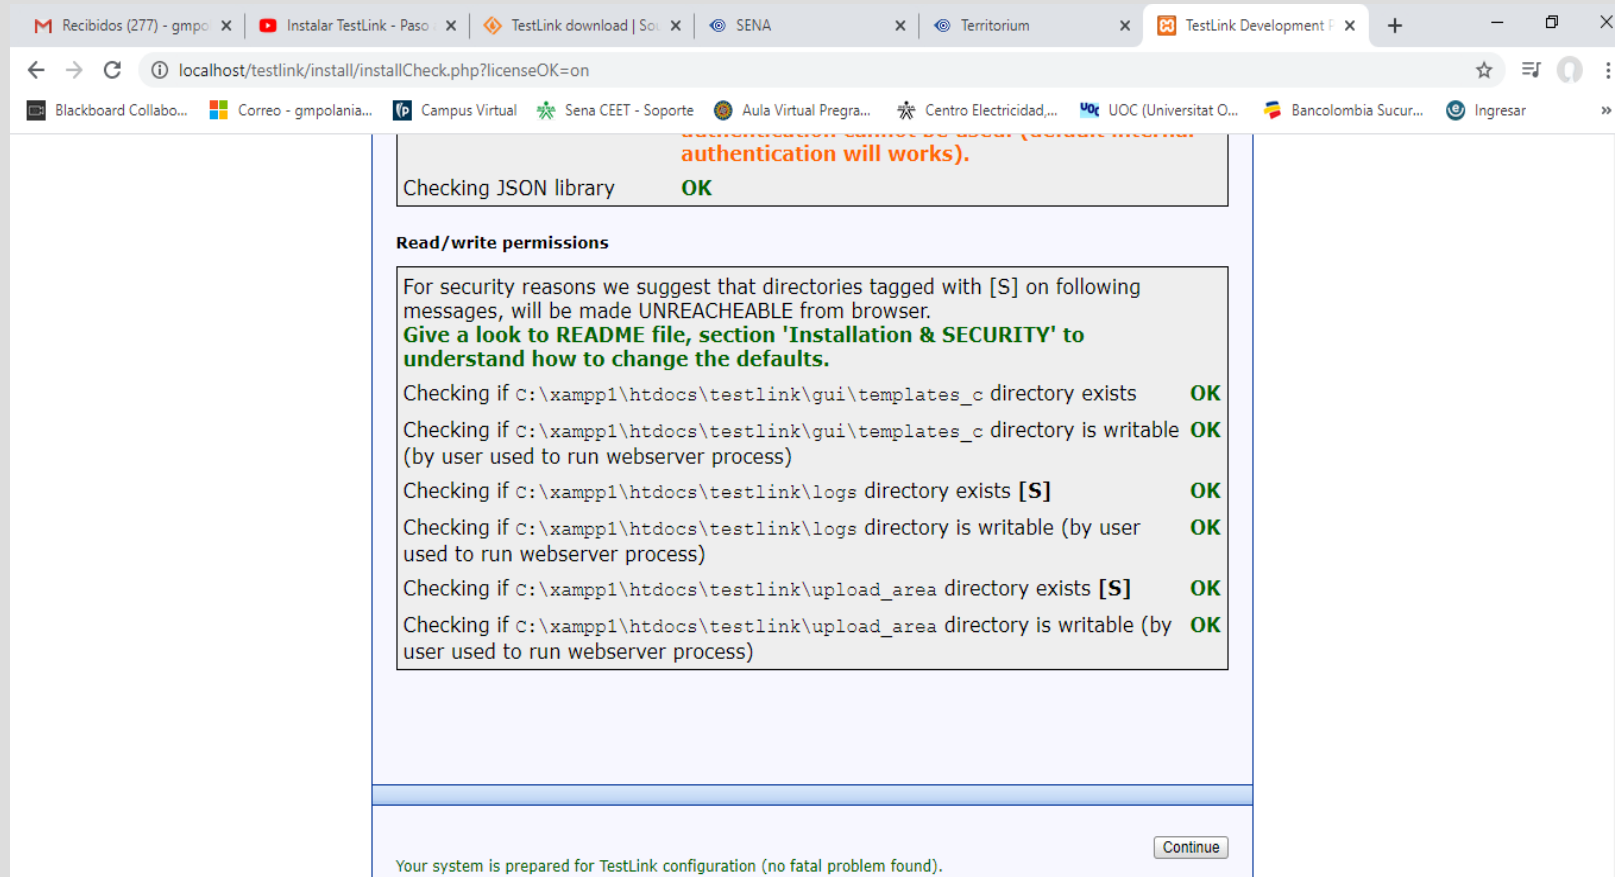 Recibidos (277) - gmpo
Instalar TestLink - Paso
TestLink download | So
SENA
Territorium
TestLink Development P
localhost/testlink/install/installCheck.php?licenseOK=on
Blackboard Collabo...
Correo - gmpolania...
Campus Virtual
Sena CEET - Soporte
Aula Virtual Pregra...
Centro Electricidad,...
UOC (Universitat O...
Bancolombia Sucur...
Ingresar
»
authentication cannot be used. (default internal
authentication will works).
Checking JSON library OK
Read/write permissions
For security reasons we suggest that directories tagged with [S] on following
messages, will be made UNREACHEABLE from browser.
Give a look to README file, section 'Installation & SECURITY' to
understand how to change the defaults.
Checking if C:\xampp1\htdocs\testlink\gui\templates_c directory exists OK
Checking if C:\xampp1\htdocs\testlink\gui\templates_c directory is writable OK
(by user used to run webserver process)
Checking if C:\xampp1\htdocs\testlink\logs directory exists [S] OK
Checking if C:\xampp1\htdocs\testlink\logs directory is writable (by user OK
used to run webserver process)
Checking if C:\xampp1\htdocs\testlink\upload_area directory exists [S] OK
Checking if C:\xampp1\htdocs\testlink\upload_area directory is writable (by OK
user used to run webserver process)
Continue
Your system is prepared for TestLink configuration (no fatal problem found).